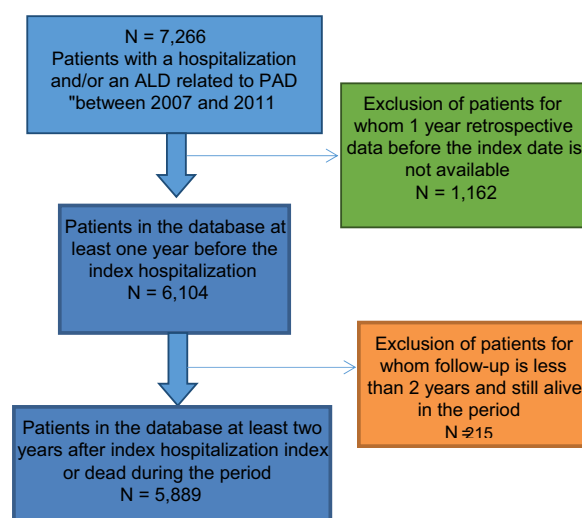 N = 7,266
Patients with a hospitalization
and/or an ALD related to PAD
"between 2007 and 2011
Exclusion of patients for
whom 1 year retrospective
data before the index date is
not available
N = 1,162
Patients in the database at
least one year before the
index hospitalization
N = 6,104
Exclusion of patients for
whom follow-up is less
than 2 years and still alive
in the period
N =215
Patients in the database at least two
years after index hospitalization index
or dead during the period
N = 5,889